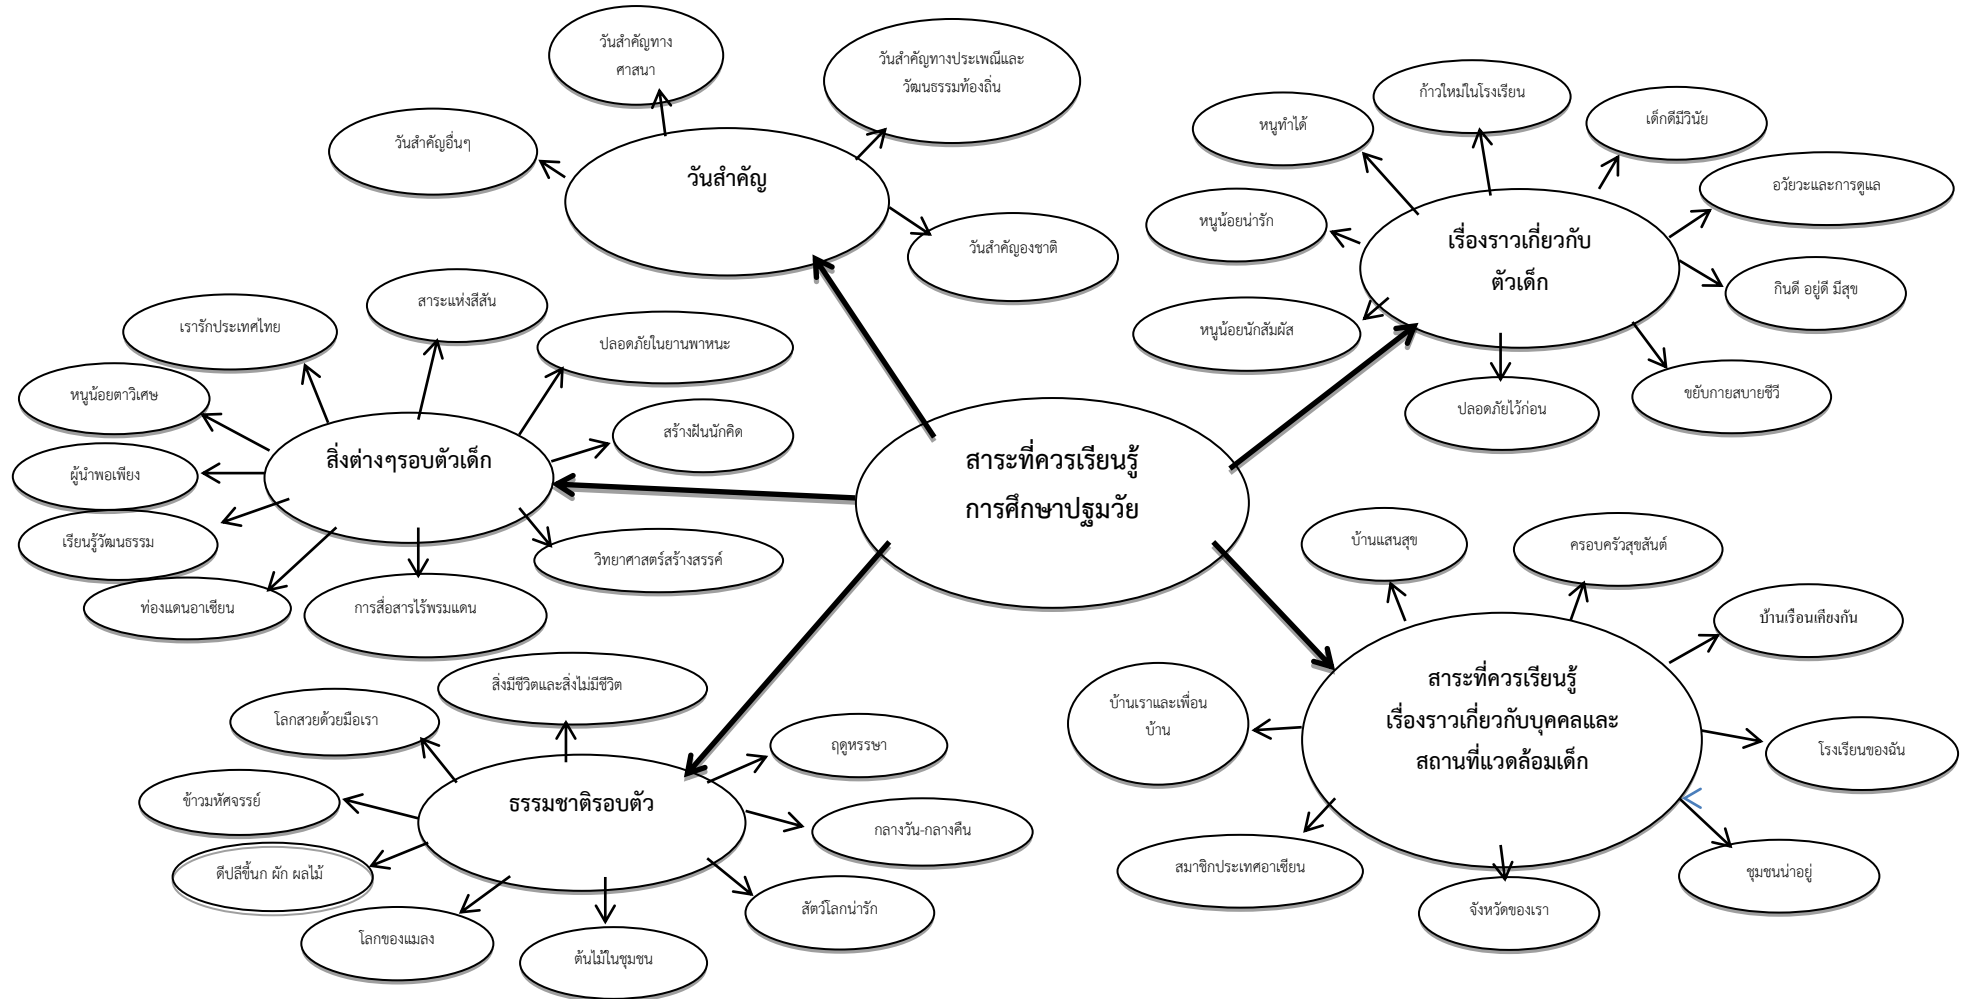 วันสำคัญทาง
ศาสนา
วันสำคัญทางประเพณีและ
วัฒนธรรมท้องถิ่น
วันสำคัญอื่นๆ
วันสำคัญ
วันสำคัญองชาติ
ก้าวใหม่ในโรงเรียน
หนูทำได้
เด็กดีมีวินัย
อวัยวะและการดูแล
หนูน้อยน่ารัก
เรื่องราวเกี่ยวกับ
ตัวเด็ก
กินดี อยู่ดี มีสุข
หนูน้อยนักสัมผัส
ขยับกายสบายชีวี
ปลอดภัยไว้ก่อน
สาระแห่งสีสัน
เรารักประเทศไทย
ปลอดภัยในยานพาหนะ
หนูน้อยตาวิเศษ
สร้างฝันนักคิด
สิ่งต่างๆรอบตัวเด็ก
ผู้นำพอเพียง
เรียนรู้วัฒนธรรม
วิทยาศาสตร์สร้างสรรค์
ท่องแดนอาเซียน
การสื่อสารไร้พรมแดน
สาระที่ควรเรียนรู้
การศึกษาปฐมวัย
บ้านแสนสุข
ครอบครัวสุขสันต์
บ้านเรือนเคียงกัน
สาระที่ควรเรียนรู้
เรื่องราวเกี่ยวกับบุคคลและ
สถานที่แวดล้อมเด็ก
บ้านเราและเพื่อน
บ้าน
โรงเรียนของฉัน
สมาชิกประเทศอาเซียน
ชุมชนน่าอยู่
จังหวัดของเรา
สิ่งมีชีวิตและสิ่งไม่มีชีวิต
โลกสวยด้วยมือเรา
ฤดูหรรษา
ข้าวมหัศจรรย์
ธรรมชาติรอบตัว
กลางวัน-กลางคืน
ดีปลีขี้นก ผัก ผลไม้
สัตว์โลกน่ารัก
โลกของแมลง
ต้นไม้ในชุมชน